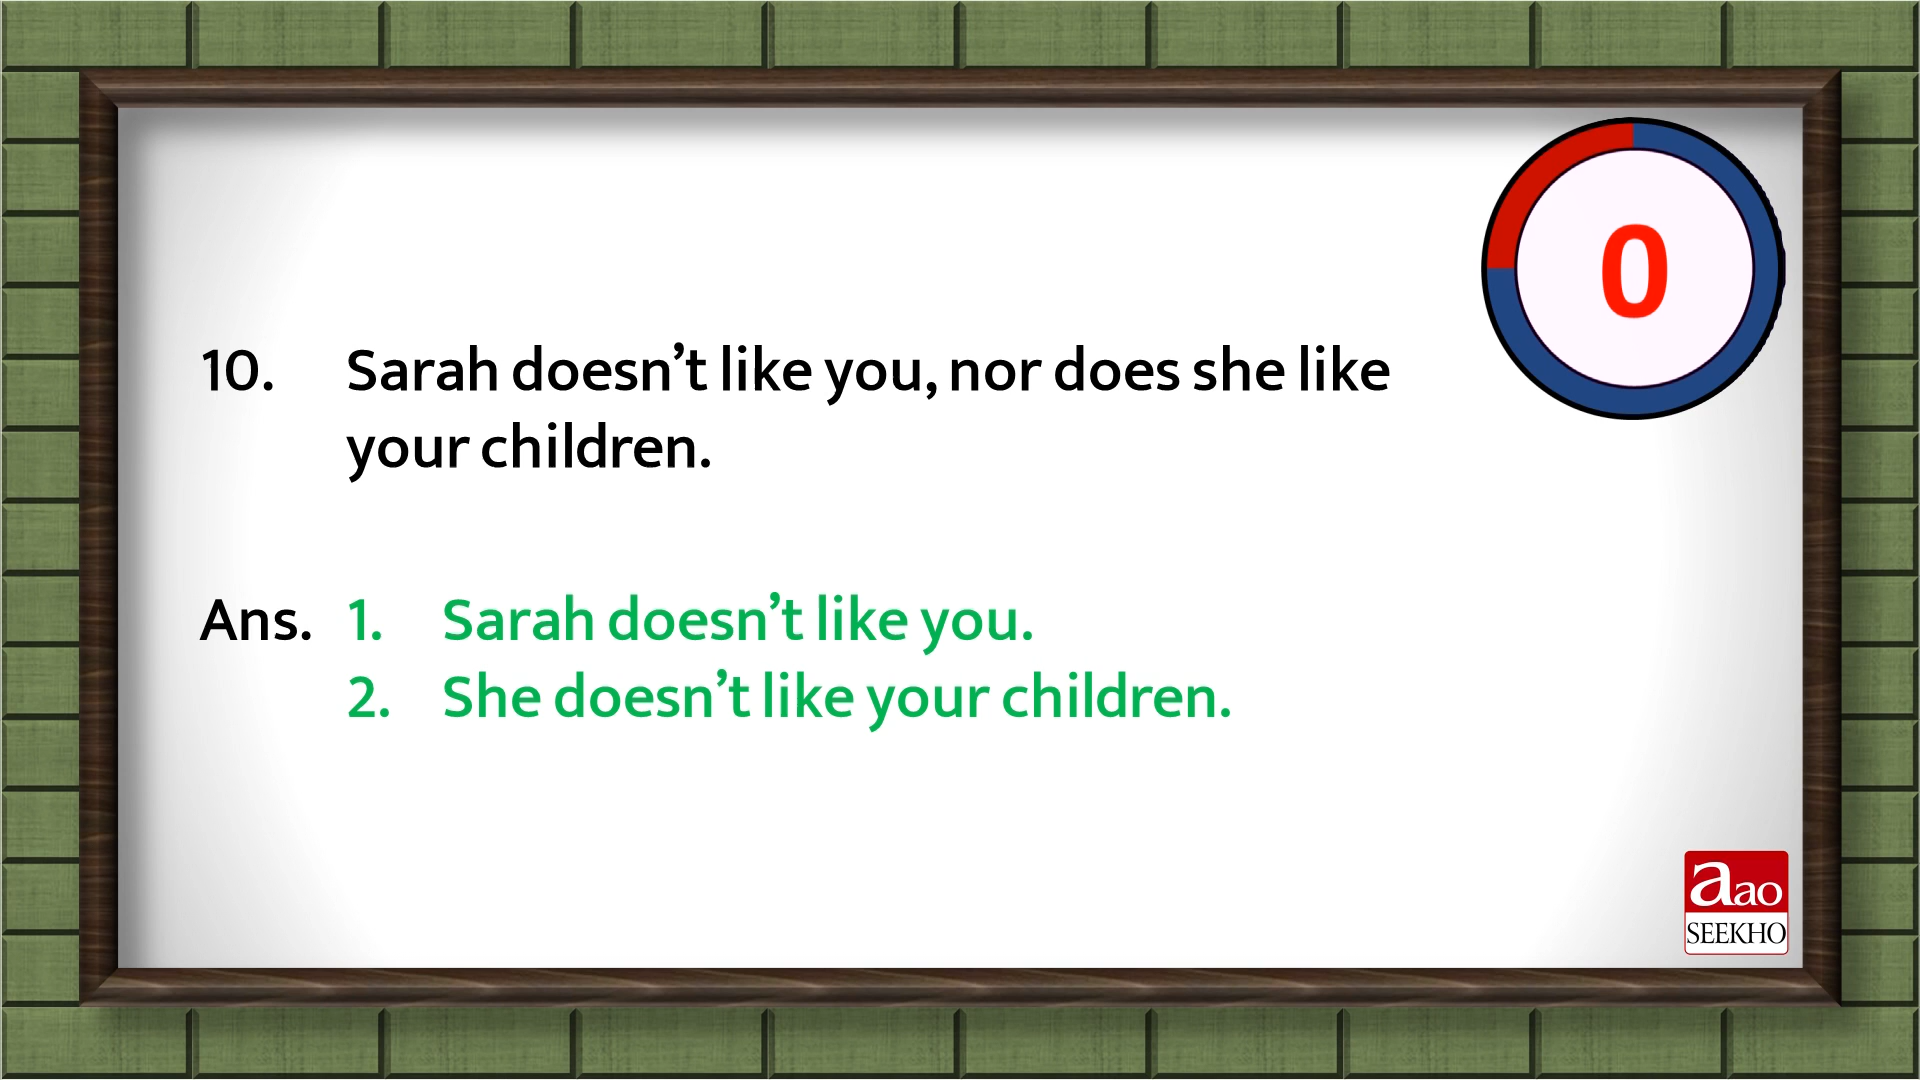 0
10. Sarah doesn’t like you, nor does she like
your children.
Ans. 1. Sarah doesn’t like you.
2. She doesn’t like your children.
aao
SEEKHO